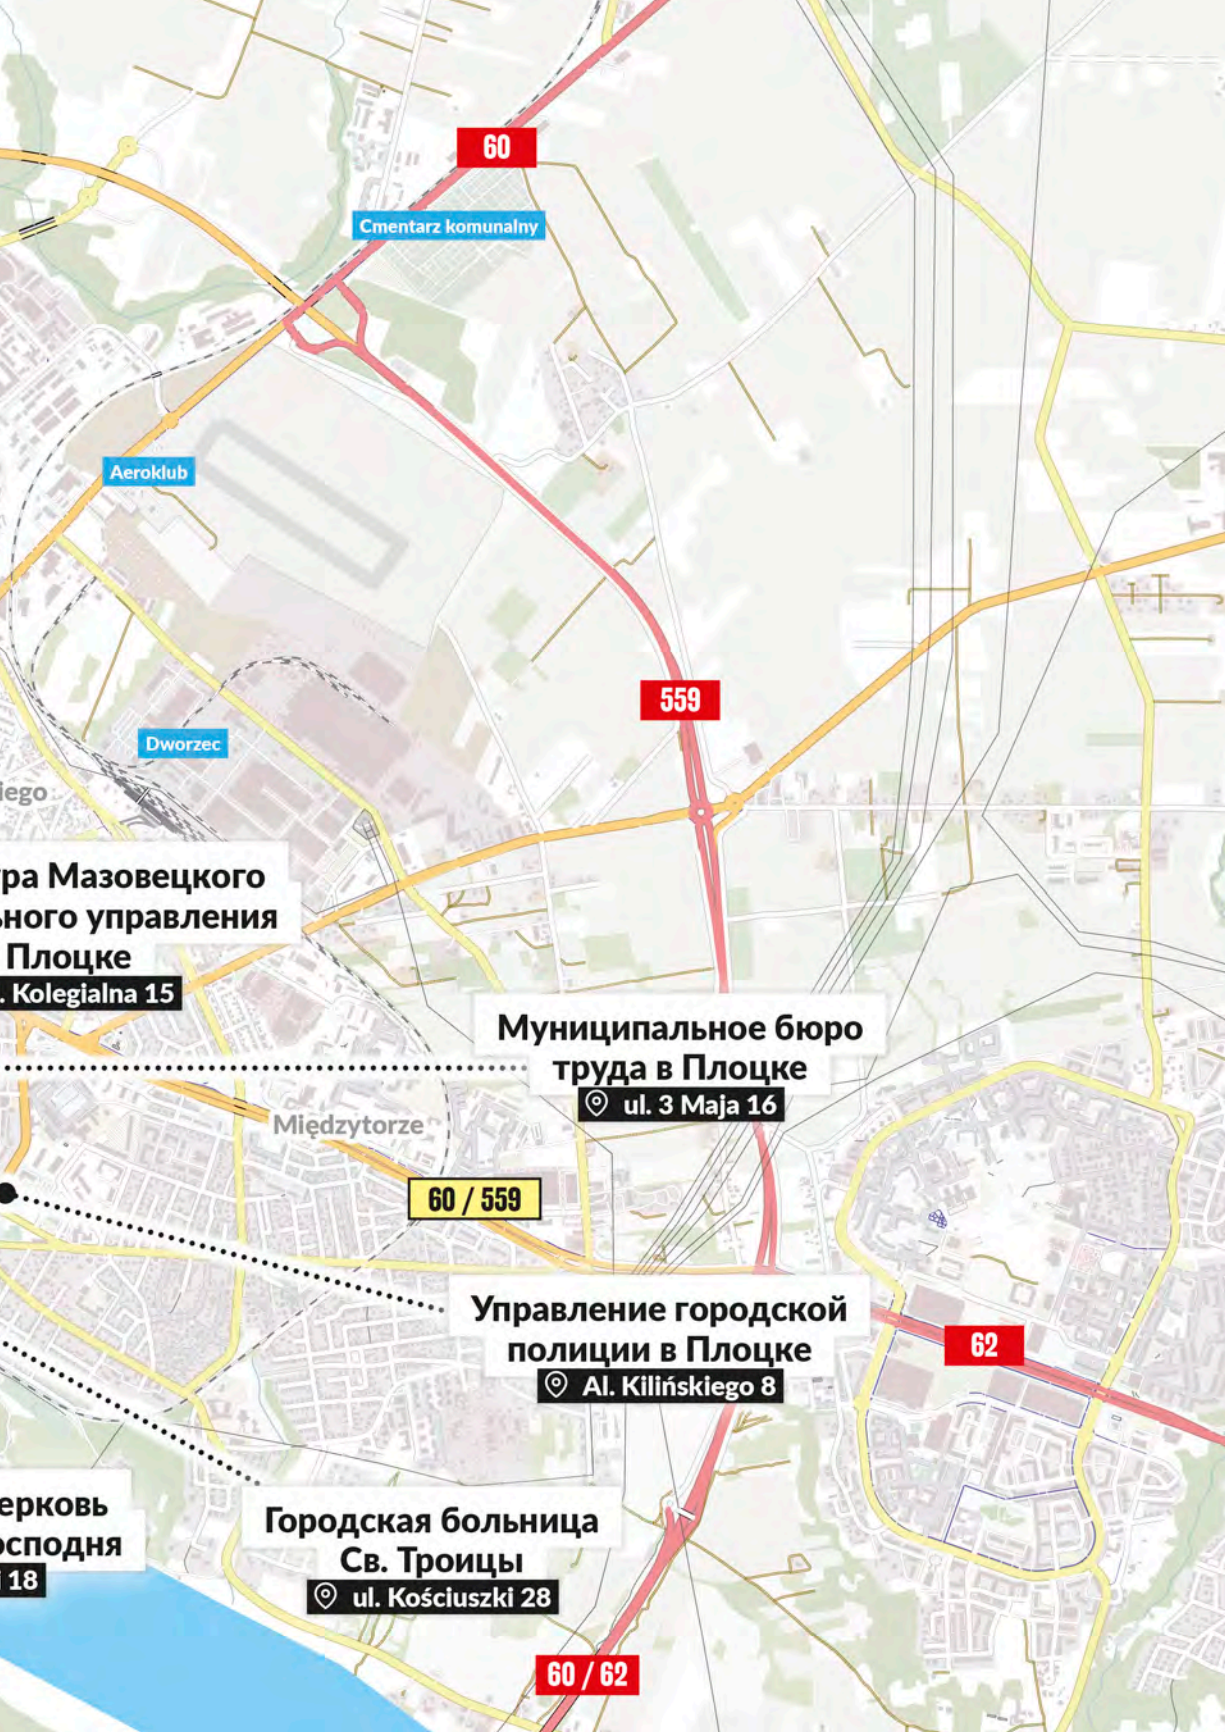 60
Cmentarz komunalny
Aeroklub
559
Dworzec
iego
ра Мазовецкого
ьного управления
Плоцке
. Kolegialna 15
Муниципальное бюро
труда в Плоцке
ul. 3 Maja 16
Międzytorze
60 / 559
Управление городской
полиции в Плоцке
Al. Kilińskiego 8
62
ерковь
осподня
i 18
Городская больница
Св. Троицы
ul. Kościuszki 28
60 / 62